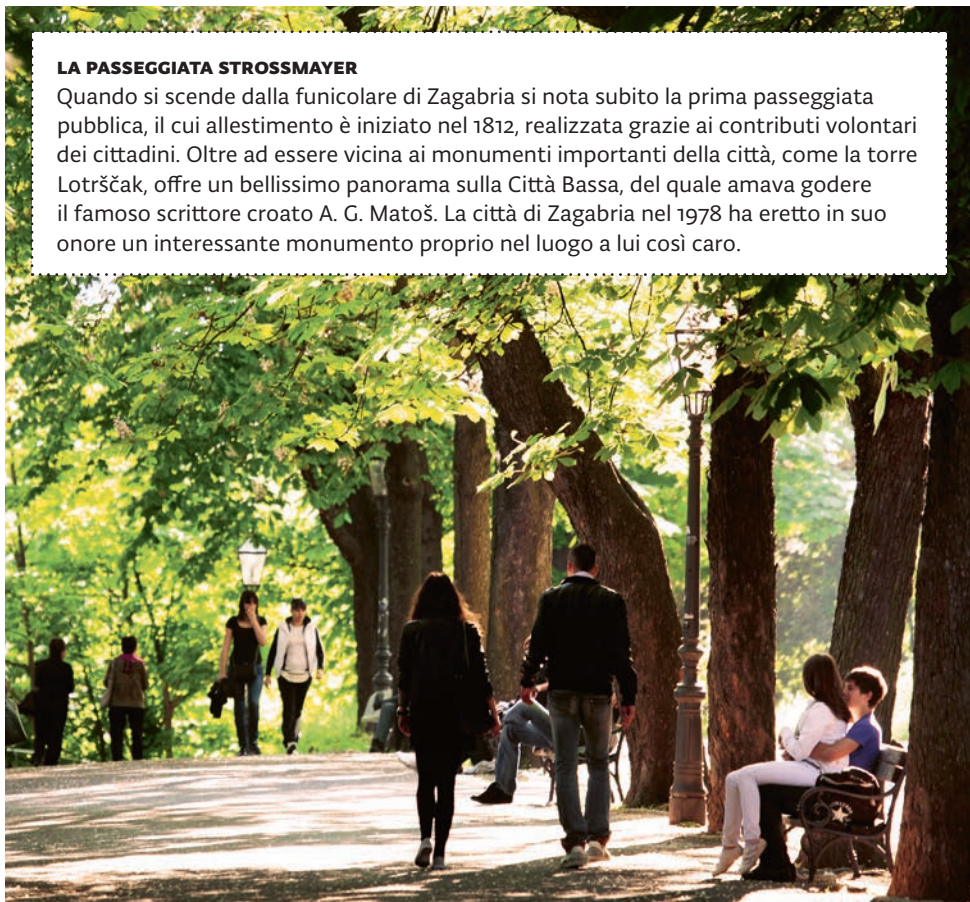 LA PASSEGGIATA STROSSMAYER
Quando si scende dalla funicolare di Zagabria si nota subito la prima passeggiata
pubblica, il cui allestimento è iniziato nel 1812, realizzata grazie ai contributi volontari
dei cittadini. Oltre ad essere vicina ai monumenti importanti della città, come la torre
Lotrščak, offre un bellissimo panorama sulla Città Bassa, del quale amava godere
il famoso scrittore croato A. G. Matoš. La città di Zagabria nel 1978 ha eretto in suo
onore un interessante monumento proprio nel luogo a lui così caro.